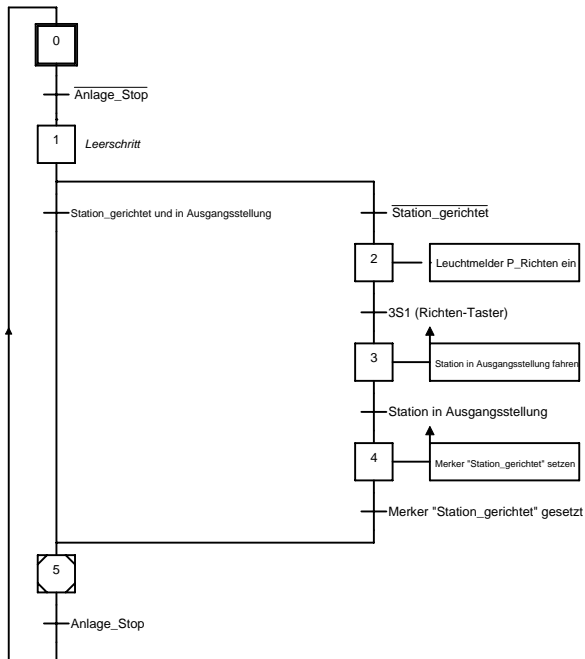 0
Anlage_Stop
1
Leerschritt
Station_gerichtet und in Ausgangsstellung
Station_gerichtet
2
Leuchtmelder P_Richten ein
3S1 (Richten-Taster)
3
Station in Ausgangsstellung fahren
Station in Ausgangsstellung
4
Merker "Station_gerichtet" setzen
Merker "Station_gerichtet" gesetzt
5
Anlage_Stop